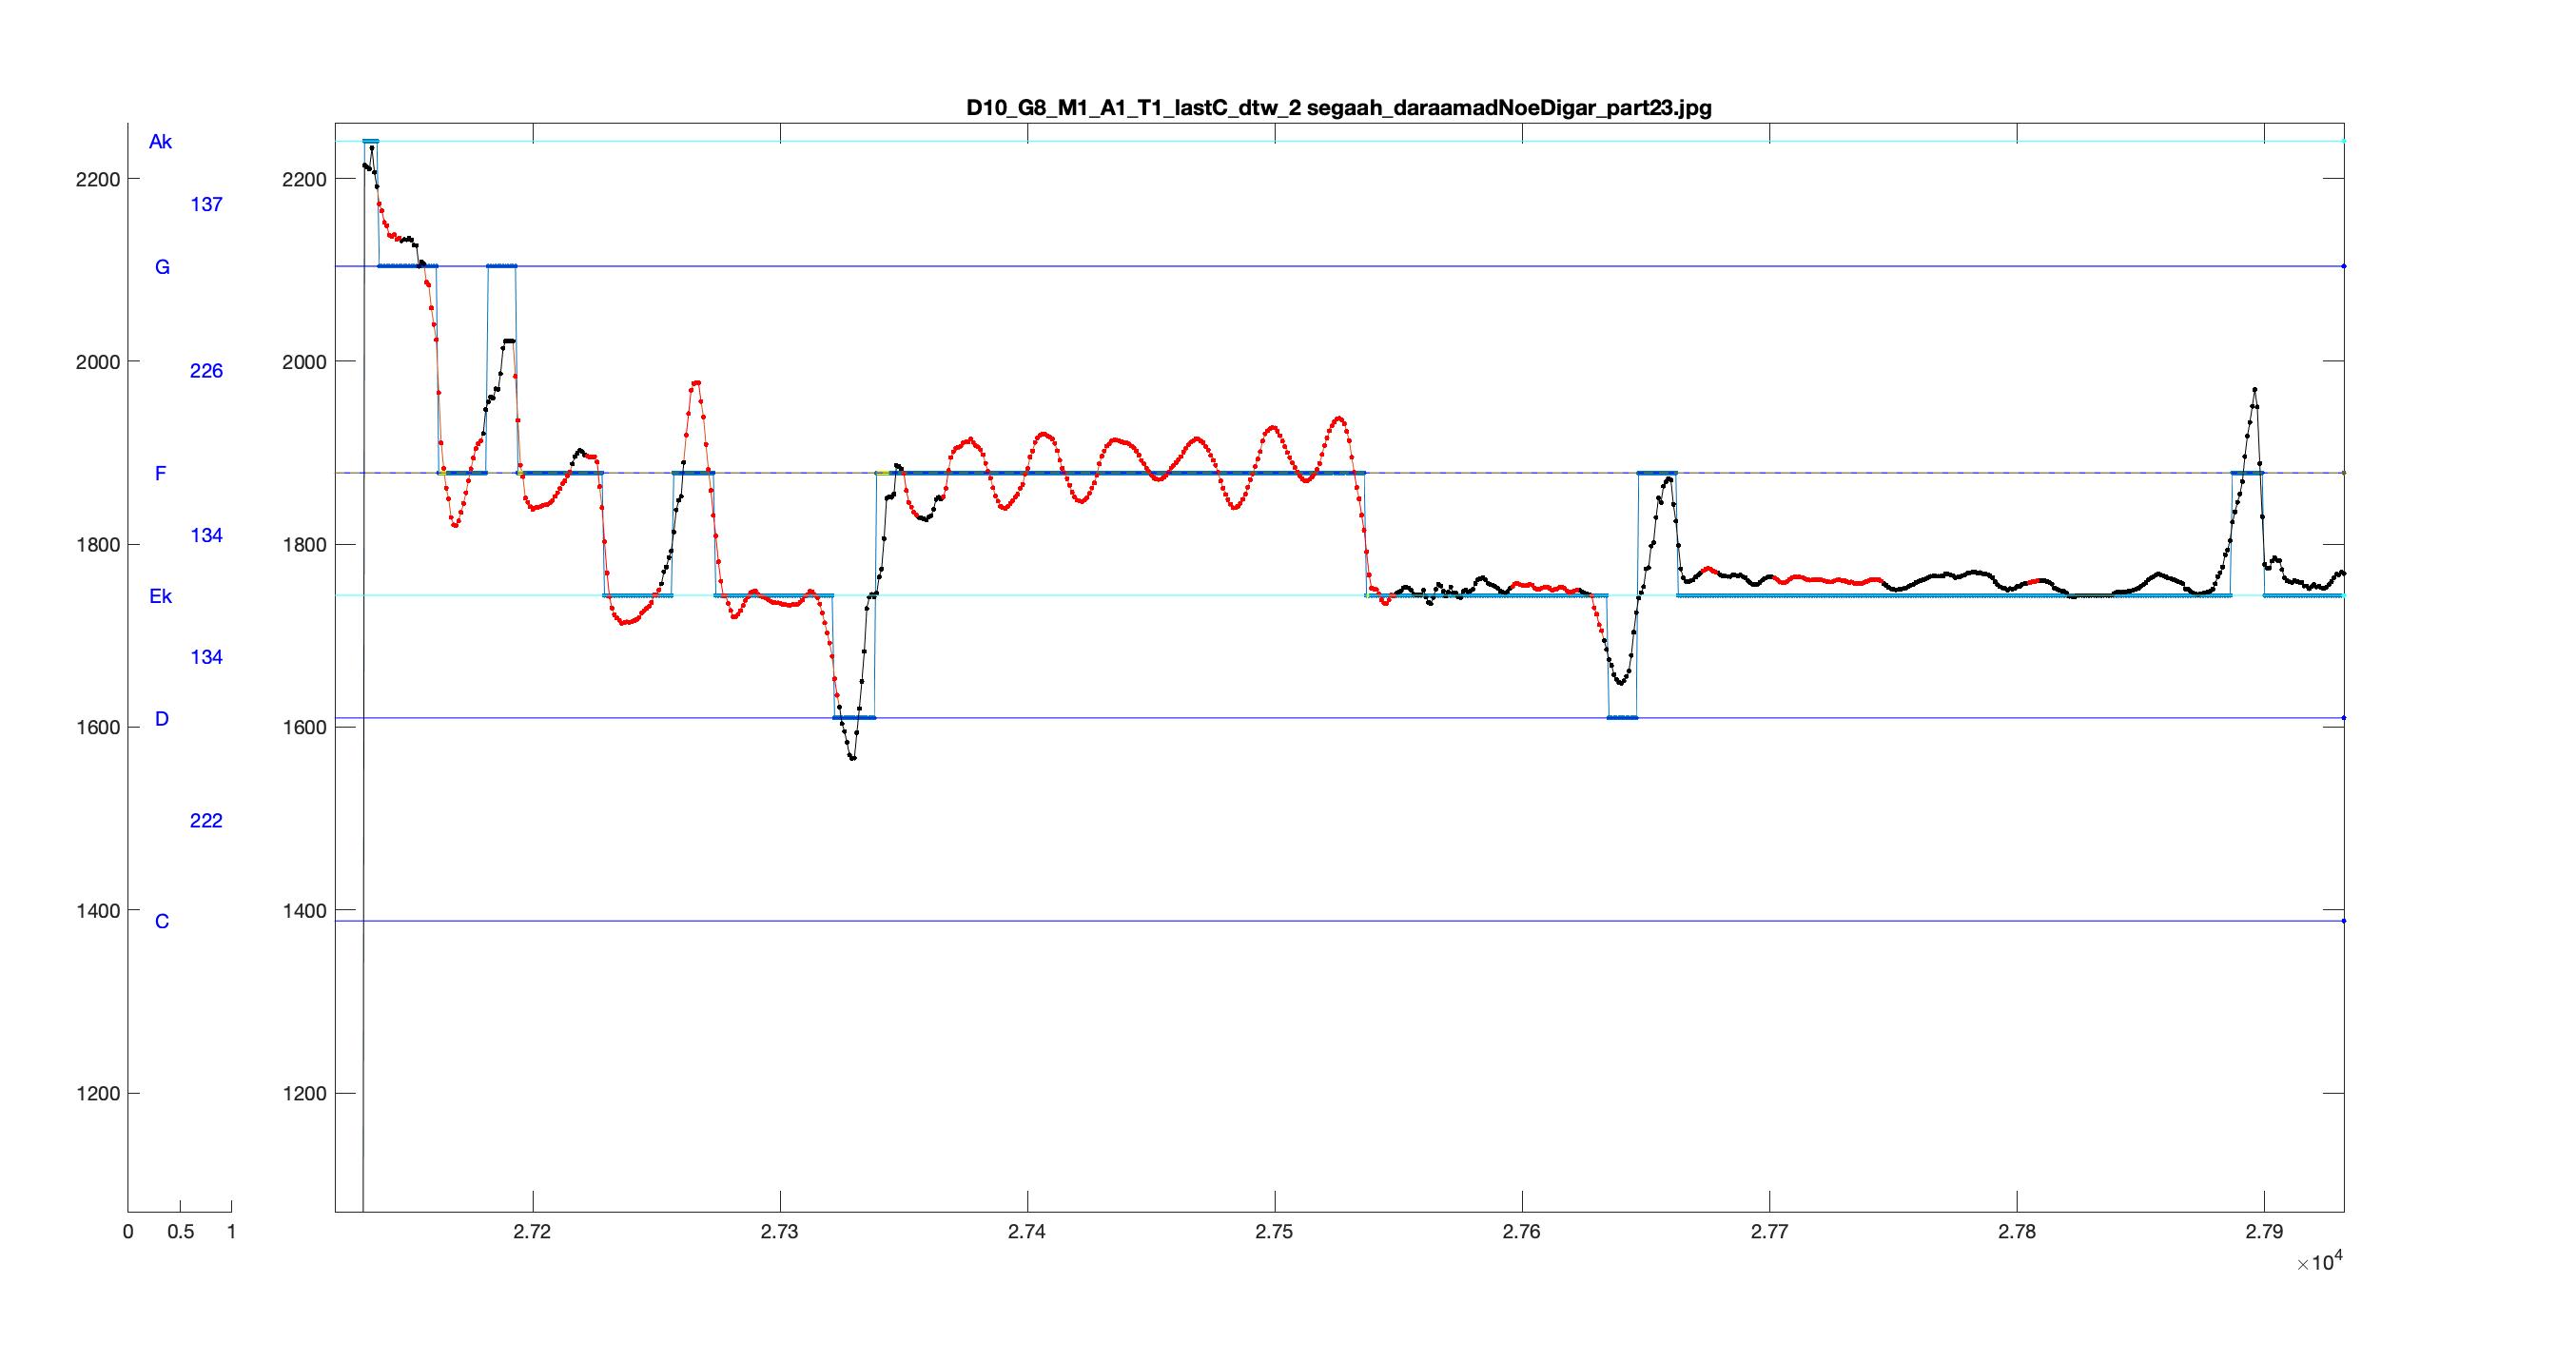 D10_G8_M1_A1_T1_lastC_dtw_2 segaah_daraamadNoeDigar_part23.jpg
Ak
2200
137
2200
G
2000
226
2000
F
1800
134
1800
Ek
134
D
1600
1600
222
1400
C
1400
1200
1200
0 0.5 1
2.72 2.73 2.74 2.75 2.76 2.77 2.78 2.79
×10⁴